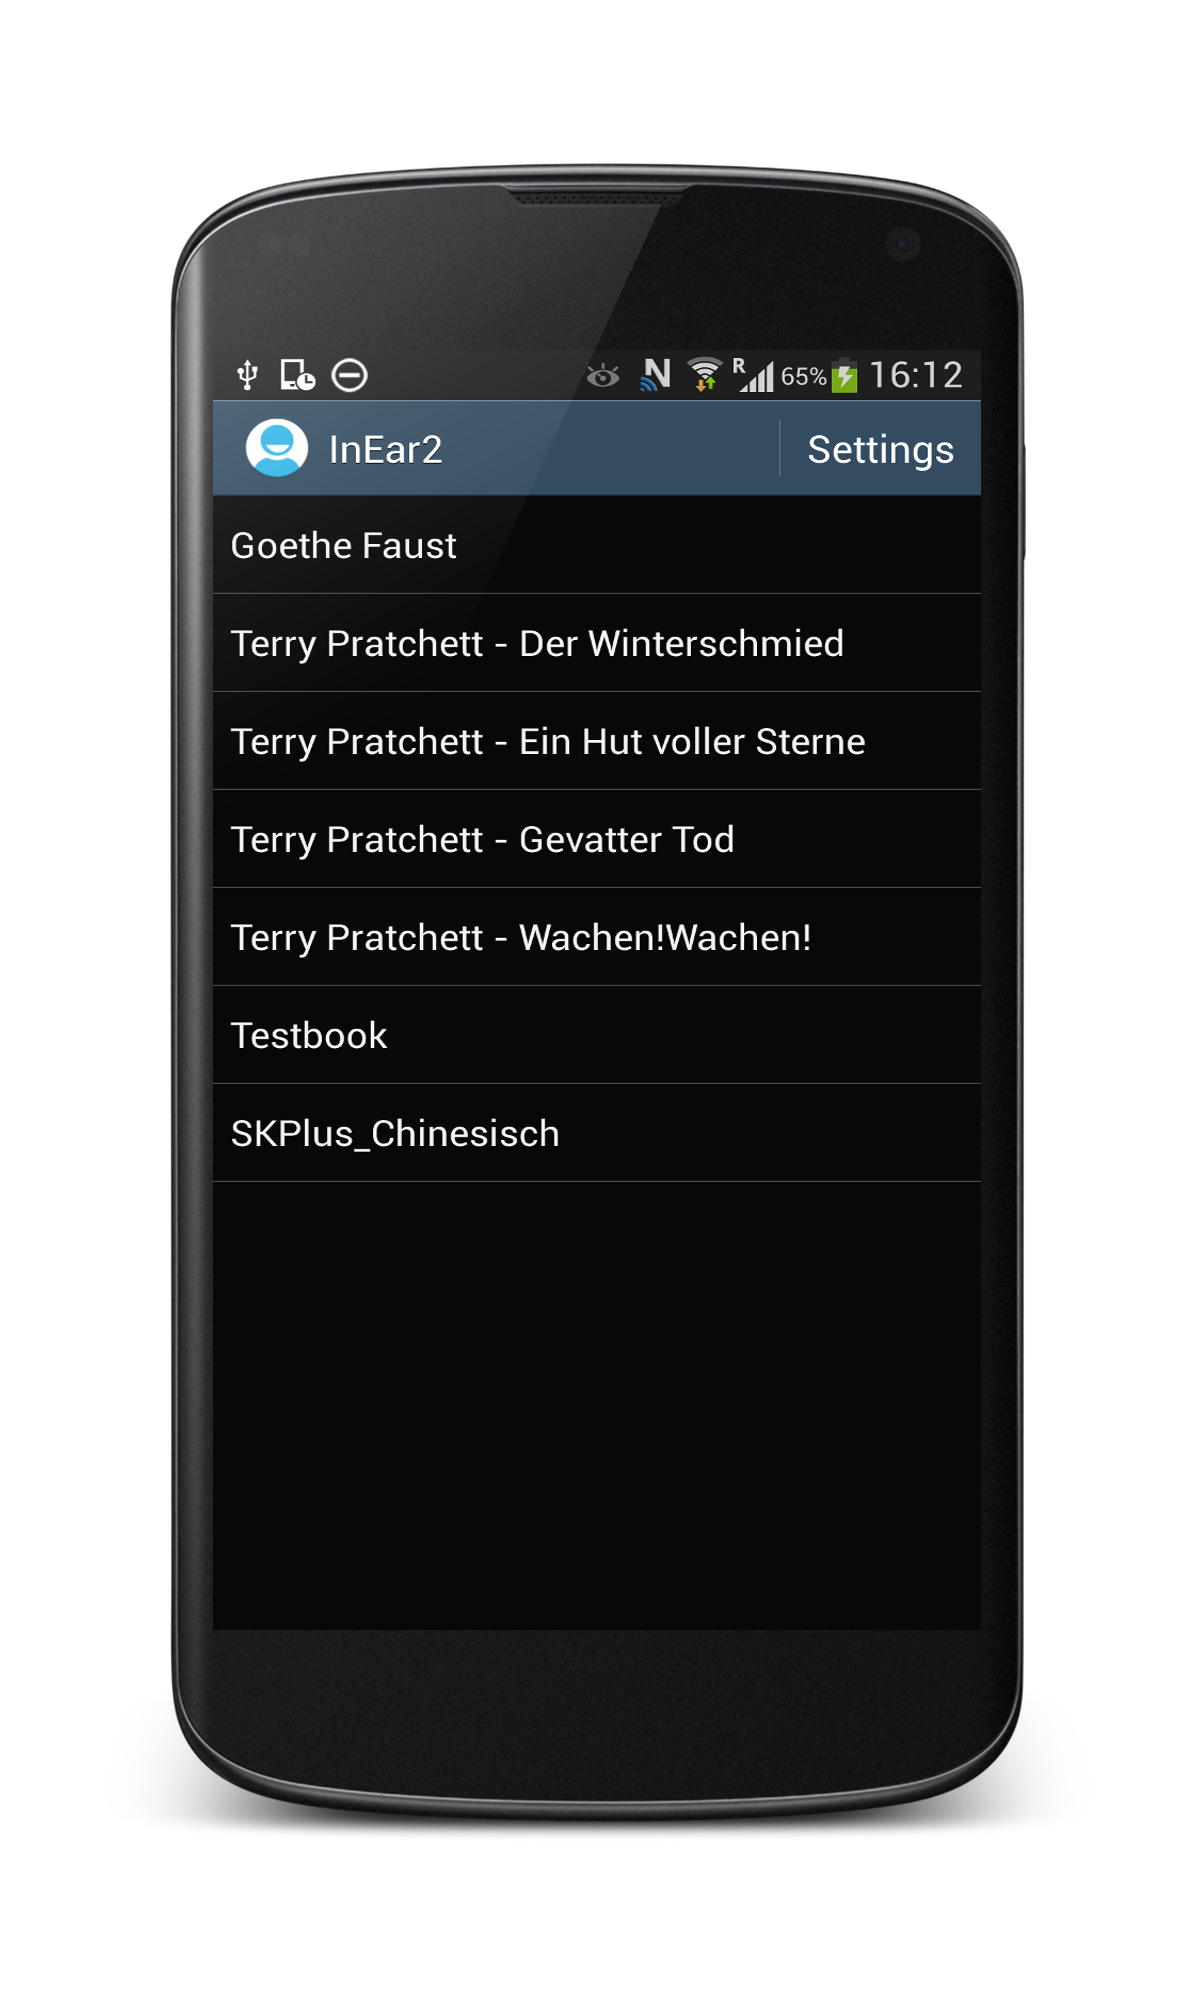 R 65% 16:12
InEar2 Settings
Goethe Faust
Terry Pratchett - Der Winterschmied
Terry Pratchett - Ein Hut voller Sterne
Terry Pratchett - Gevatter Tod
Terry Pratchett - Wachen!Wachen!
Testbook
SKPlus_Chinesisch